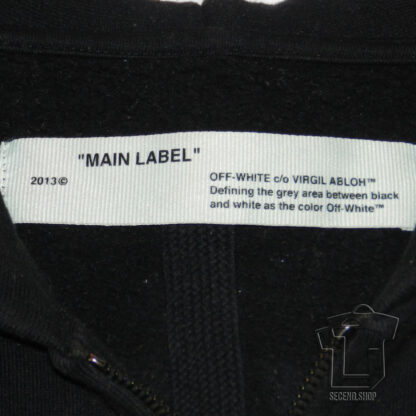 "MAIN LABEL"
2013©
OFF-WHITE c/o VIRGIL ABLOH™
Defining the grey area between black
and white as the color Off-White™
SECEND.SHOP